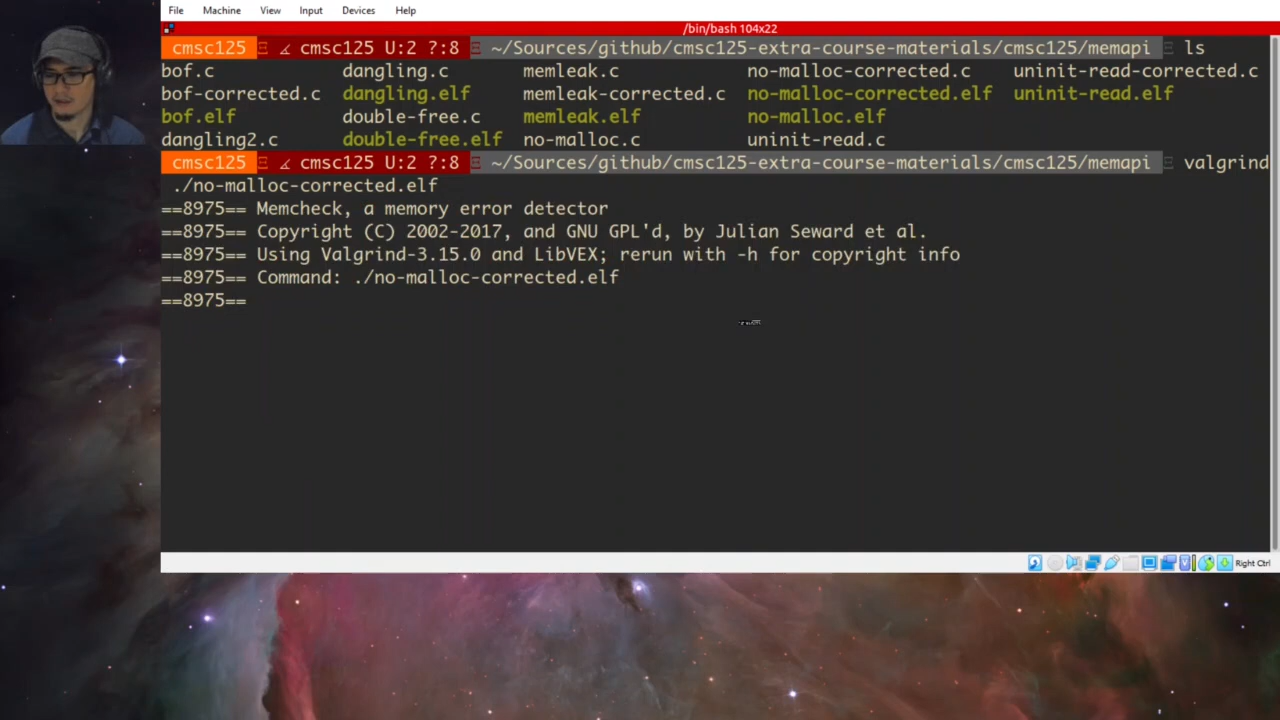 File Machine View Input Devices Help
/bin/bash 104x22
cmsc125 cmsc125 U:2 ?:8 ~/Sources/github/cmsc125-extra-course-materials/cmsc125/memapi ls
bof.c dangling.c memleak.c no-malloc-corrected.c uninit-read-corrected.c
bof-corrected.c dangling.elf memleak-corrected.c no-malloc-corrected.elf uninit-read.elf
bof.elf double-free.c memleak.elf no-malloc.elf
dangling2.c double-free.elf no-malloc.c uninit-read.c
cmsc125 cmsc125 U:2 ?:8 ~/Sources/github/cmsc125-extra-course-materials/cmsc125/memapi valgrind
./no-malloc-corrected.elf
==8975== Memcheck, a memory error detector
==8975== Copyright (C) 2002-2017, and GNU GPL'd, by Julian Seward et al.
==8975== Using Valgrind-3.15.0 and LibVEX; rerun with -h for copyright info
==8975== Command: ./no-malloc-corrected.elf
==8975==
Right Ctrl